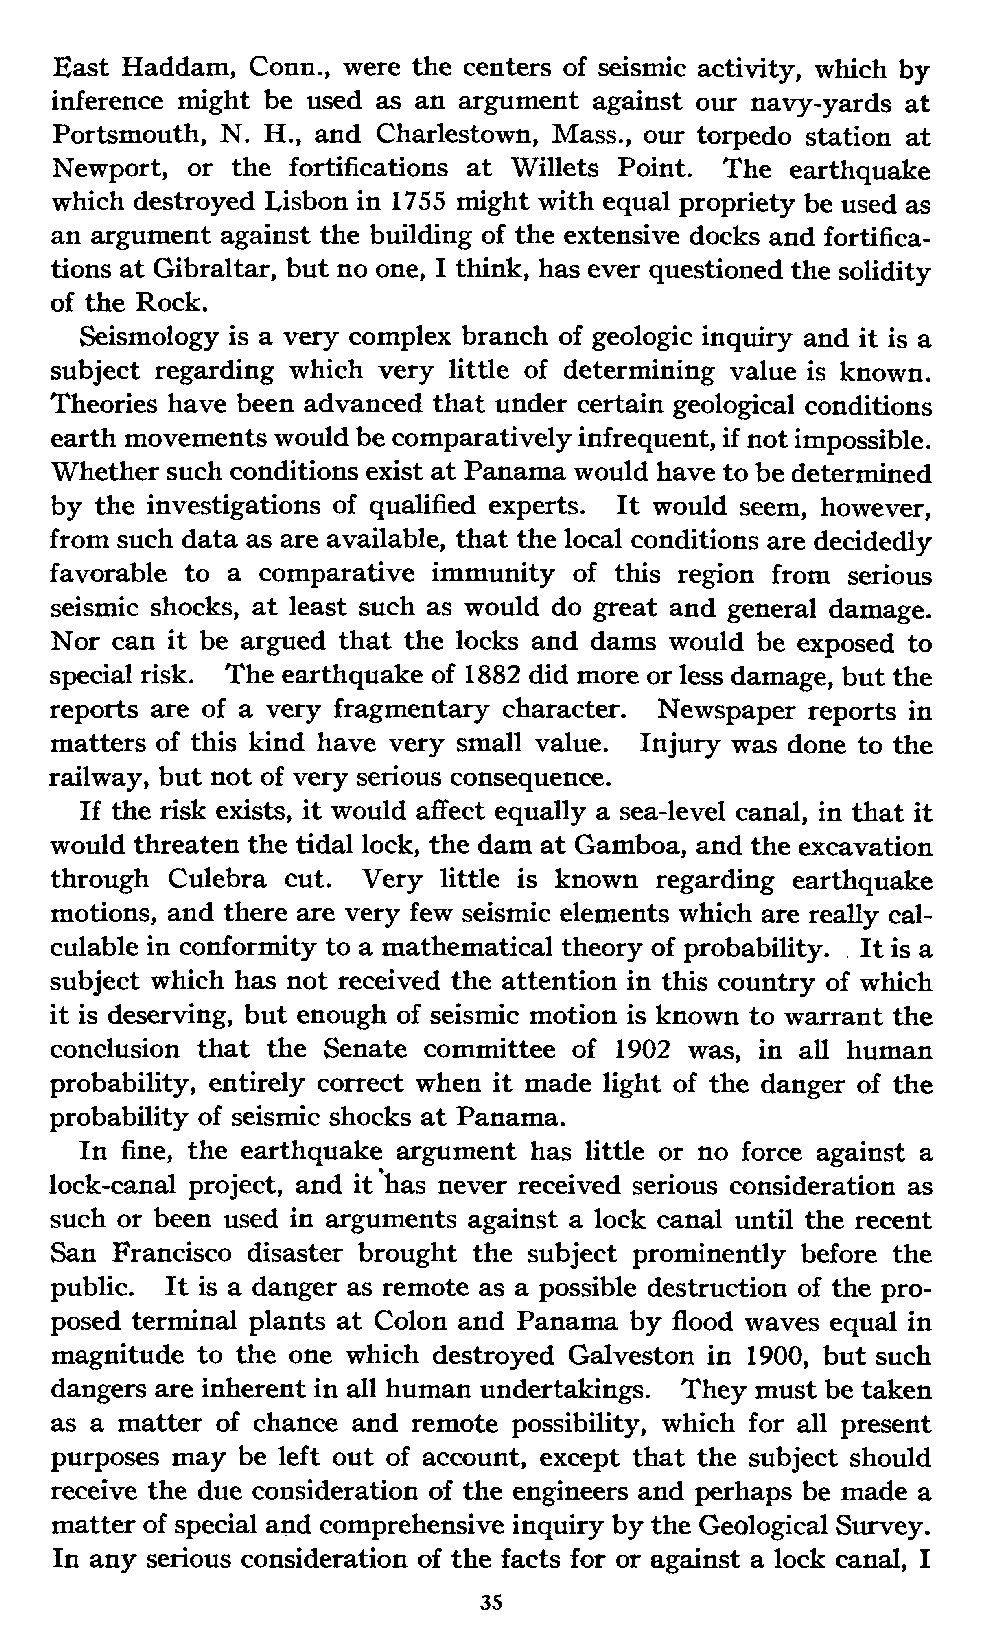 East Haddam, Conn., were the centers of seismic activity, which by
inference might be used as an argument against our navy-yards at
Portsmouth, N. H., and Charlestown, Mass., our torpedo station at
Newport, or the fortifications at Willets Point. The earthquake
which destroyed Lisbon in 1755 might with equal propriety be used as
an argument against the building of the extensive docks and fortifica-
tions at Gibraltar, but no one, I think, has ever questioned the solidity
of the Rock.
Seismology is a very complex branch of geologic inquiry and it is a
subject regarding which very little of determining value is known.
Theories have been advanced that under certain geological conditions
earth movements would be comparatively infrequent, if not impossible.
Whether such conditions exist at Panama would have to be determined
by the investigations of qualified experts. It would seem, however,
from such data as are available, that the local conditions are decidedly
favorable to a comparative immunity of this region from serious
seismic shocks, at least such as would do great and general damage.
Nor can it be argued that the locks and dams would be exposed to
special risk. The earthquake of 1882 did more or less damage, but the
reports are of a very fragmentary character. Newspaper reports in
matters of this kind have very small value. Injury was done to the
railway, but not of very serious consequence.
If the risk exists, it would affect equally a sea-level canal, in that it
would threaten the tidal lock, the dam at Gamboa, and the excavation
through Culebra cut. Very little is known regarding earthquake
motions, and there are very few seismic elements which are really cal-
culable in conformity to a mathematical theory of probability. It is a
subject which has not received the attention in this country of which
it is deserving, but enough of seismic motion is known to warrant the
conclusion that the Senate committee of 1902 was, in all human
probability, entirely correct when it made light of the danger of the
probability of seismic shocks at Panama.
In fine, the earthquake argument has little or no force against a
lock-canal project, and it has never received serious consideration as
such or been used in arguments against a lock canal until the recent
San Francisco disaster brought the subject prominently before the
public. It is a danger as remote as a possible destruction of the pro-
posed terminal plants at Colon and Panama by flood waves equal in
magnitude to the one which destroyed Galveston in 1900, but such
dangers are inherent in all human undertakings. They must be taken
as a matter of chance and remote possibility, which for all present
purposes may be left out of account, except that the subject should
receive the due consideration of the engineers and perhaps be made a
matter of special and comprehensive inquiry by the Geological Survey.
In any serious consideration of the facts for or against a lock canal, I
35